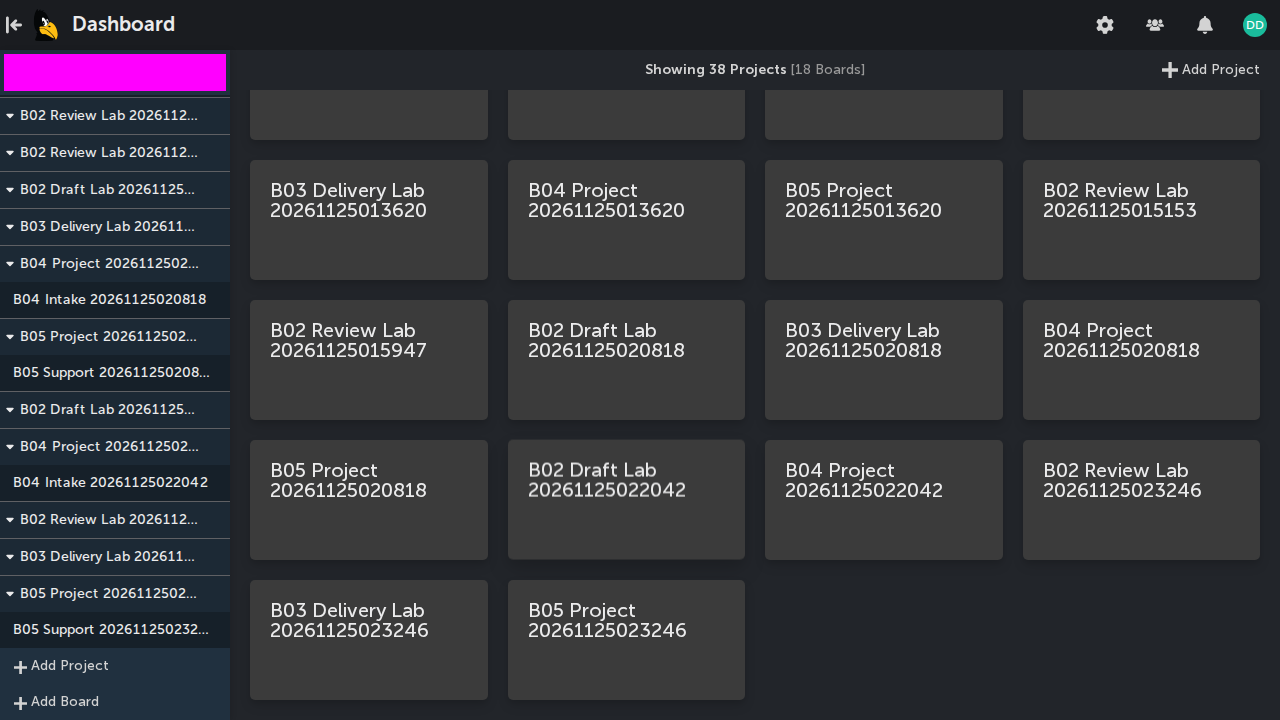 Dashboard
DD
Showing 38 Projects [18 Boards]
Add Project
B02 Review Lab 2026112...
B02 Review Lab 2026112...
B02 Draft Lab 20261125...
B03 Delivery Lab 202611...
B04 Project 2026112502...
B04 Intake 20261125020818
B05 Project 2026112502...
B05 Support 202611250208...
B02 Draft Lab 20261125...
B04 Project 2026112502...
B04 Intake 20261125022042
B02 Review Lab 2026112...
B03 Delivery Lab 202611...
B05 Project 2026112502...
B05 Support 202611250232...
Add Project
Add Board
B03 Delivery Lab
20261125013620
B04 Project
20261125013620
B05 Project
20261125013620
B02 Review Lab
20261125015153
B02 Review Lab
20261125015947
B02 Draft Lab
20261125020818
B03 Delivery Lab
20261125020818
B04 Project
20261125020818
B05 Project
20261125020818
B02 Draft Lab
20261125022042
B04 Project
20261125022042
B02 Review Lab
20261125023246
B03 Delivery Lab
20261125023246
B05 Project
20261125023246